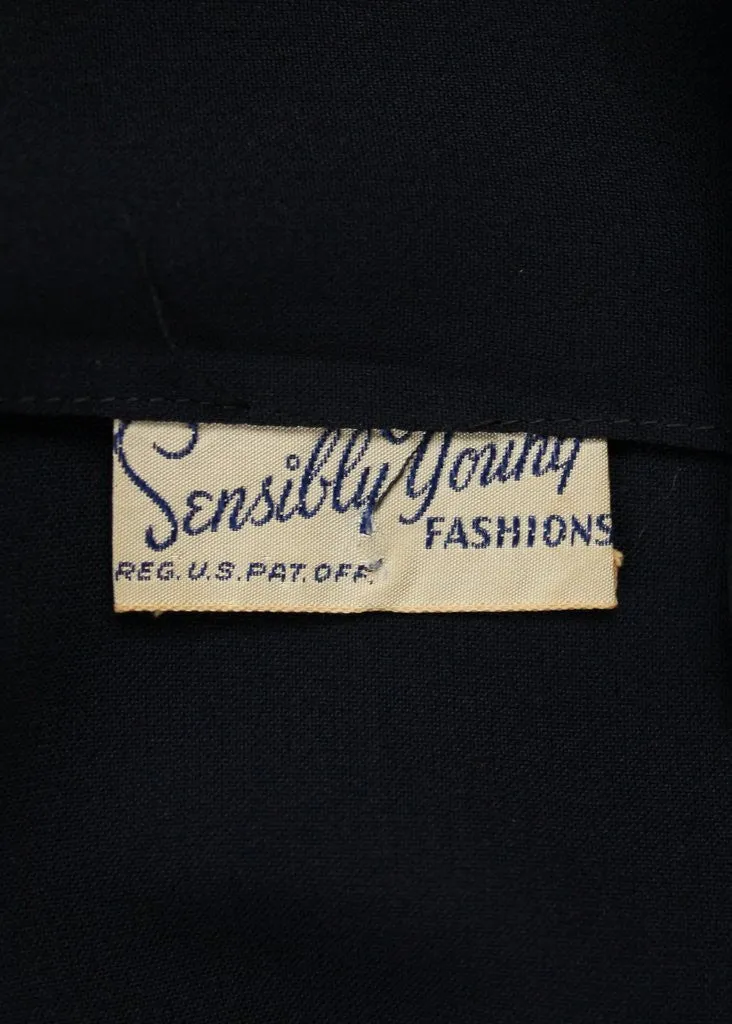 Sensibly Young
FASHIONS
REG. U.S. PAT. OFF.